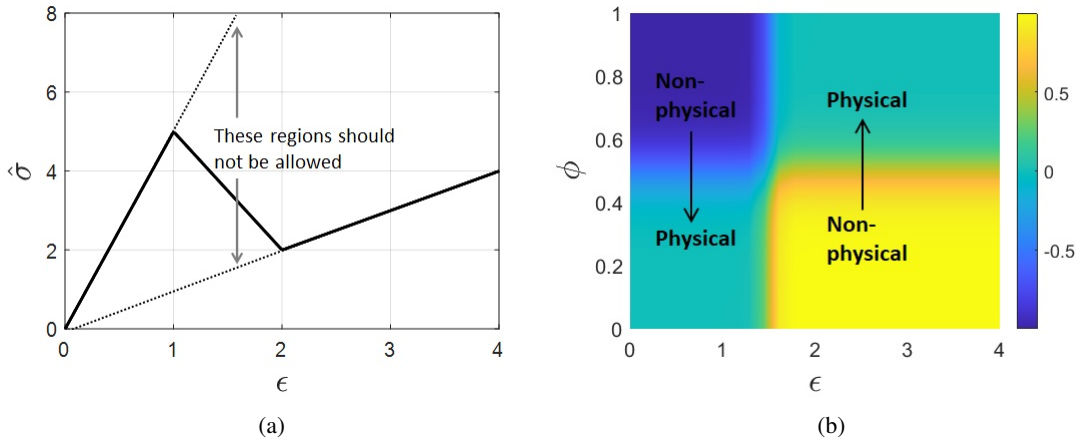 8
6
4
2
0
σ̂
These regions should
not be allowed
0
1
2
3
4
ϵ
(a)
1
0.8
0.6
0.4
0.2
0
ϕ
Non-
physical
Physical
Physical
Non-
physical
0
1
2
3
4
ϵ
0.5
0
-0.5
(b)